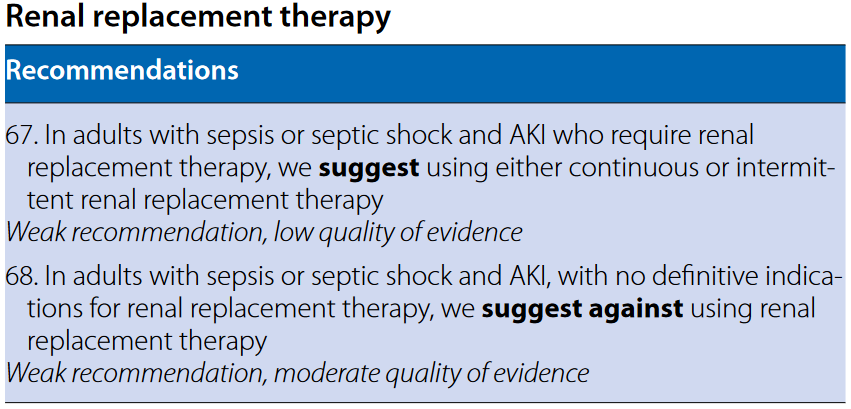 Renal replacement therapy
Recommendations
67. In adults with sepsis or septic shock and AKI who require renal
replacement therapy, we suggest using either continuous or intermit-
tent renal replacement therapy
Weak recommendation, low quality of evidence
68. In adults with sepsis or septic shock and AKI, with no definitive indica-
tions for renal replacement therapy, we suggest against using renal
replacement therapy
Weak recommendation, moderate quality of evidence